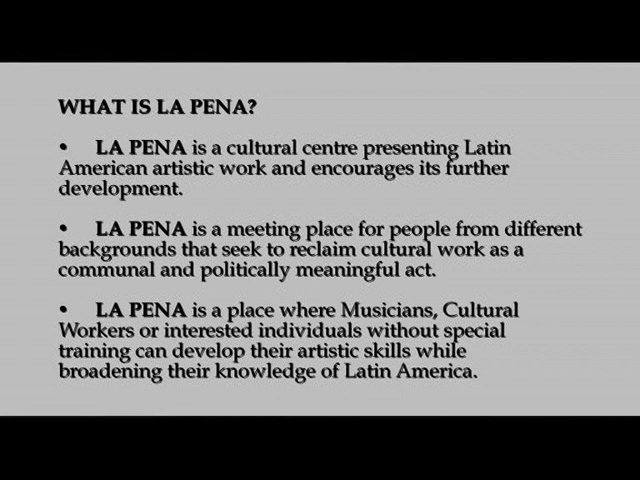 WHAT IS LA PENA?
• LA PENA is a cultural centre presenting Latin
American artistic work and encourages its further
development.
• LA PENA is a meeting place for people from different
backgrounds that seek to reclaim cultural work as a
communal and politically meaningful act.
• LA PENA is a place where Musicians, Cultural
Workers or interested individuals without special
training can develop their artistic skills while
broadening their knowledge of Latin America.